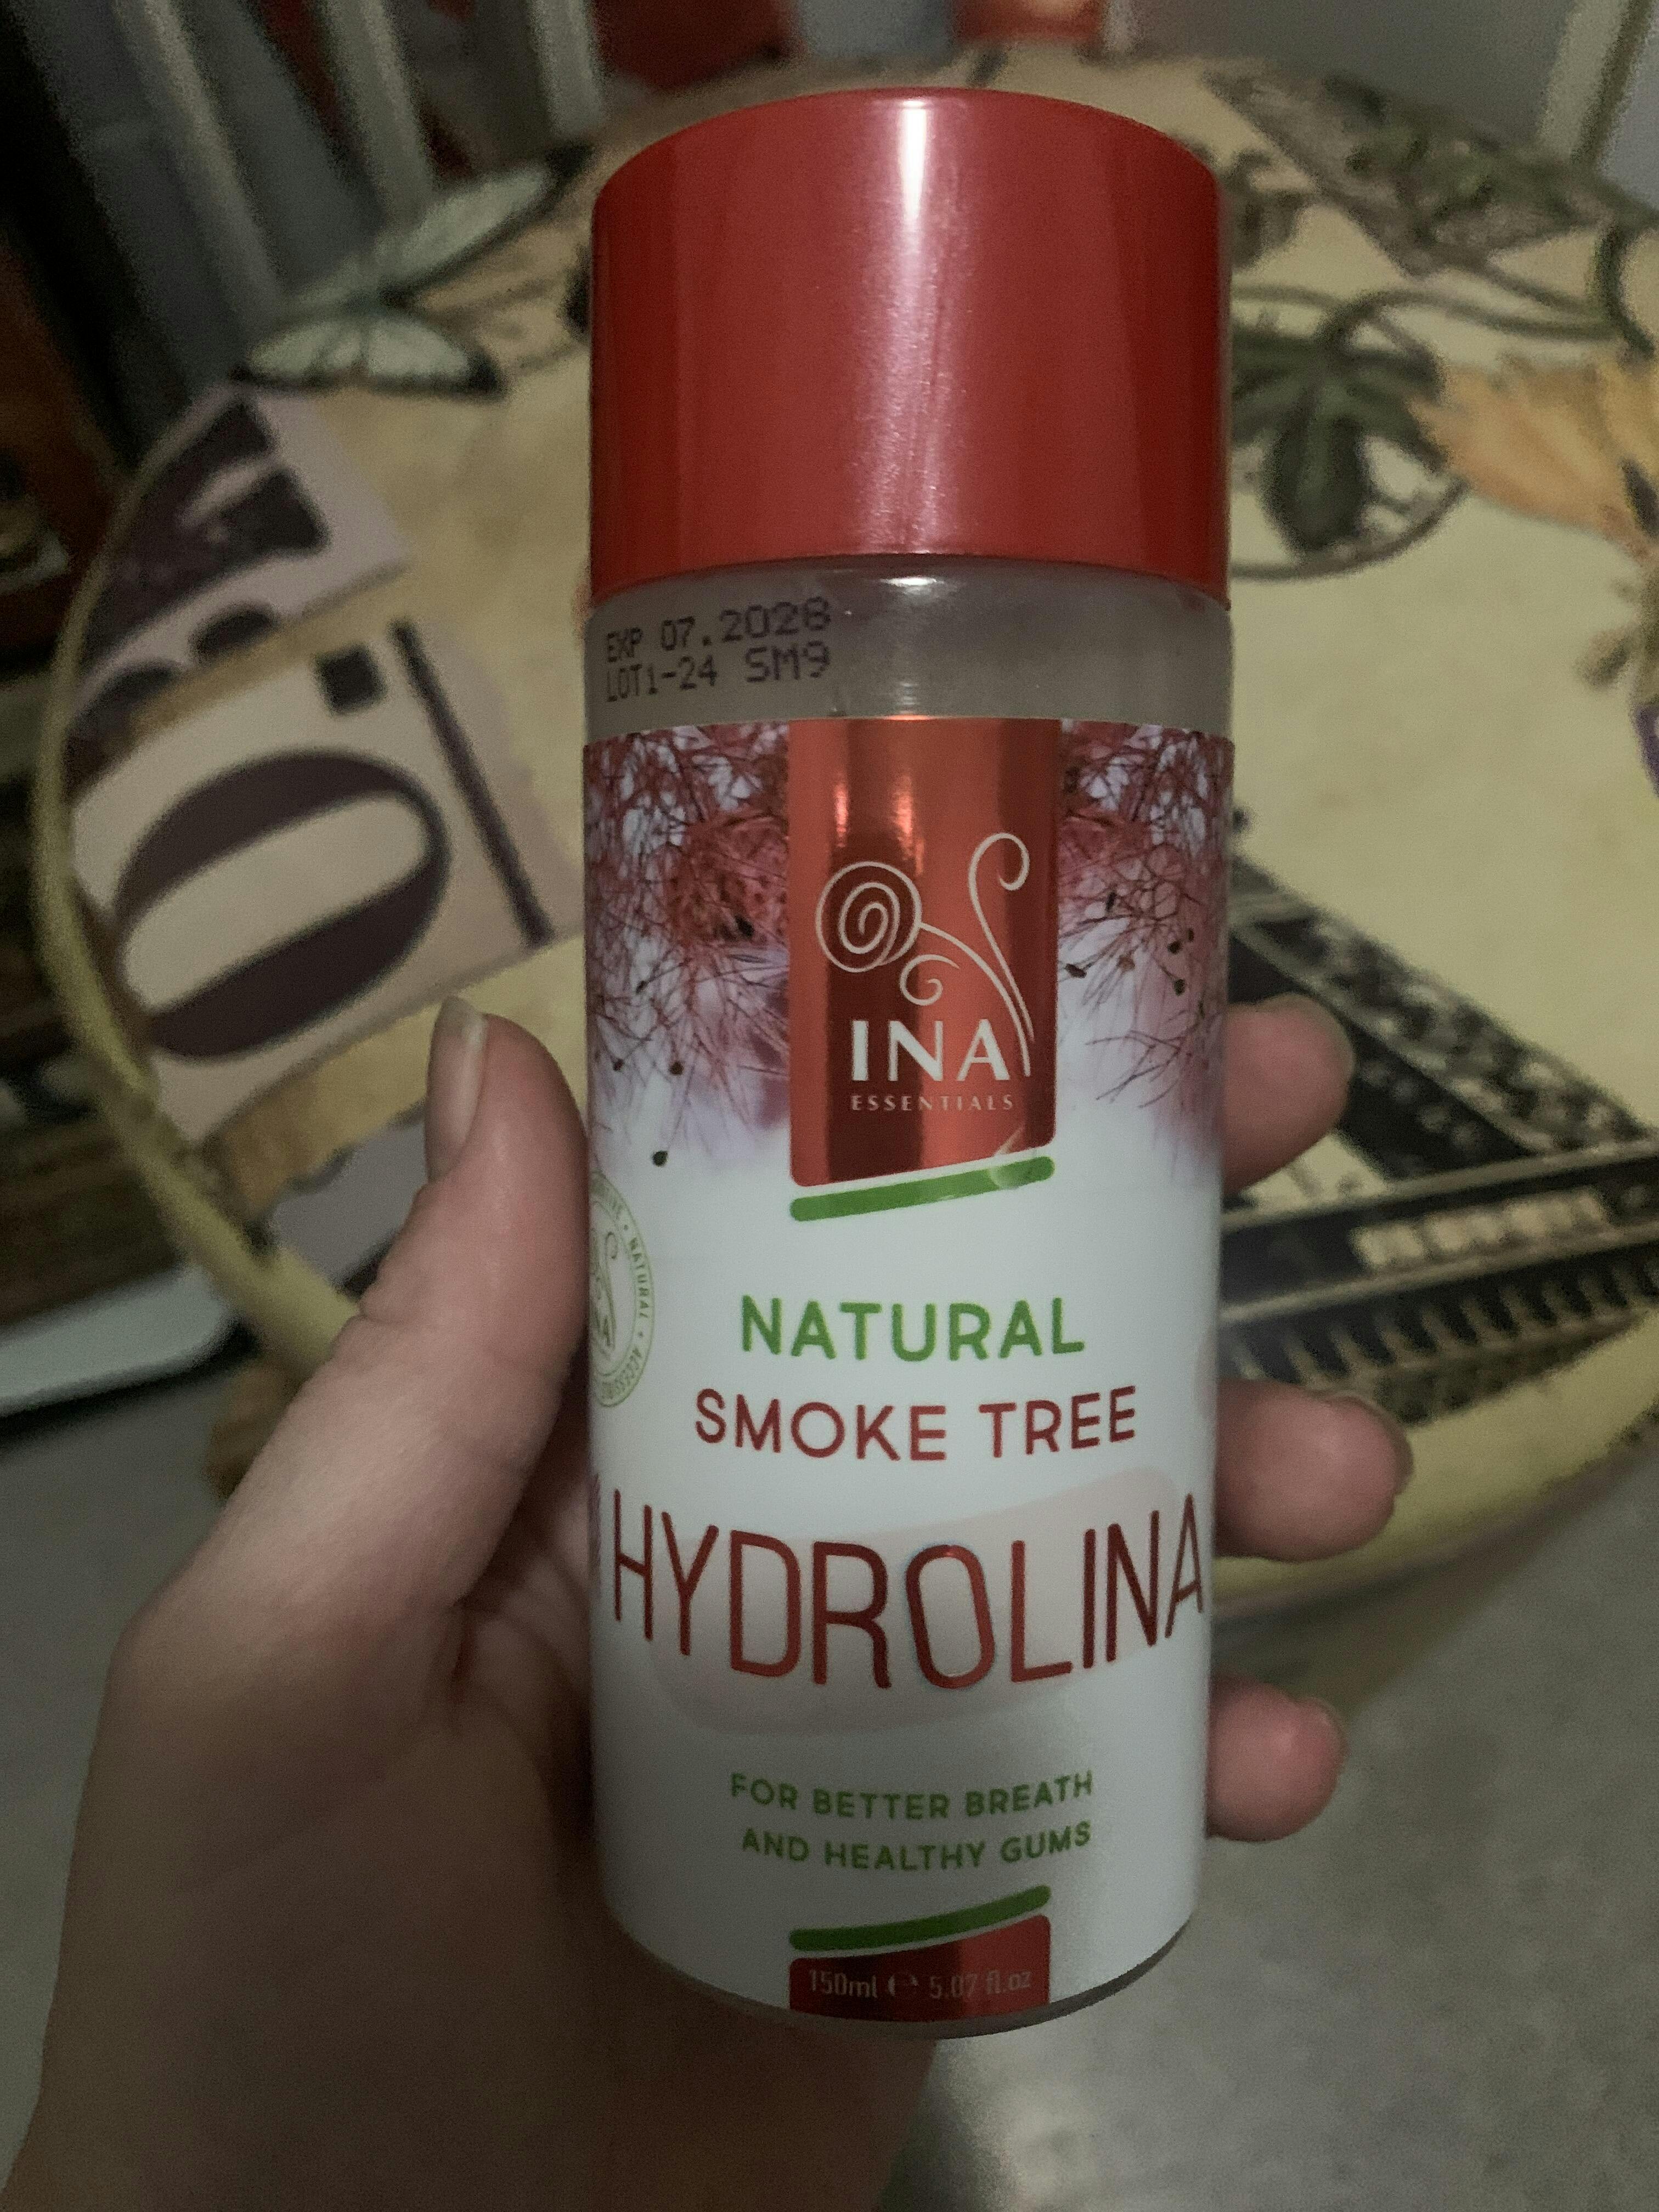 EXP 07.2028
LOT1-24 SM9
INA
ESSENTIALS
NATURAL
NATURAL
SMOKE TREE
HYDROLINA
FOR BETTER BREATH
AND HEALTHY GUMS
150ml 5.07 fl.oz